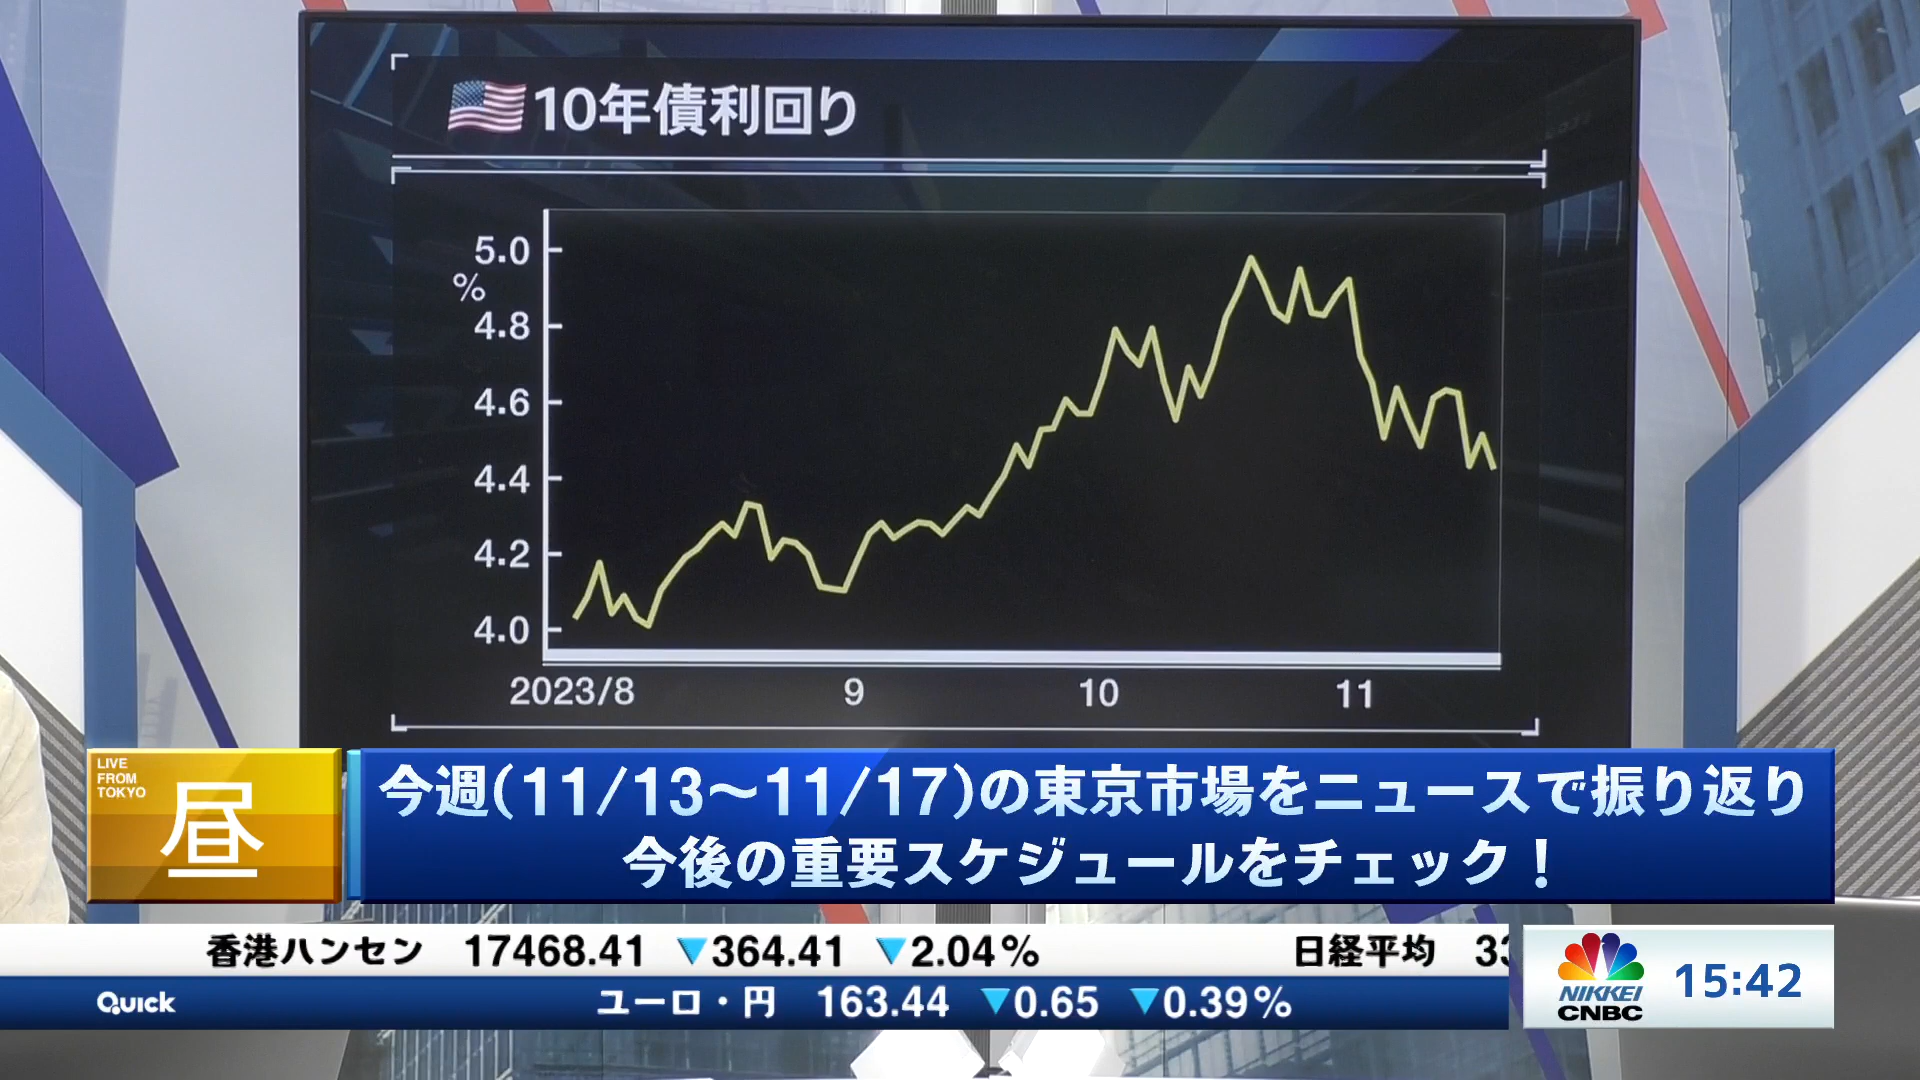 10年債利回り
5.0
%
4.8
4.6
4.4
4.2
4.0
2023/8 9 10 11
LIVE
FROM
TOKYO
昼
今週(11/13～11/17)の東京市場をニュースで振り返り
今後の重要スケジュールをチェック！
香港ハンセン 17468.41 ▼364.41 ▼2.04% 日経平均
QUICK ユーロ・円 163.44 ▼0.65 ▼0.39%
NIKKEI
CNBC
15:42